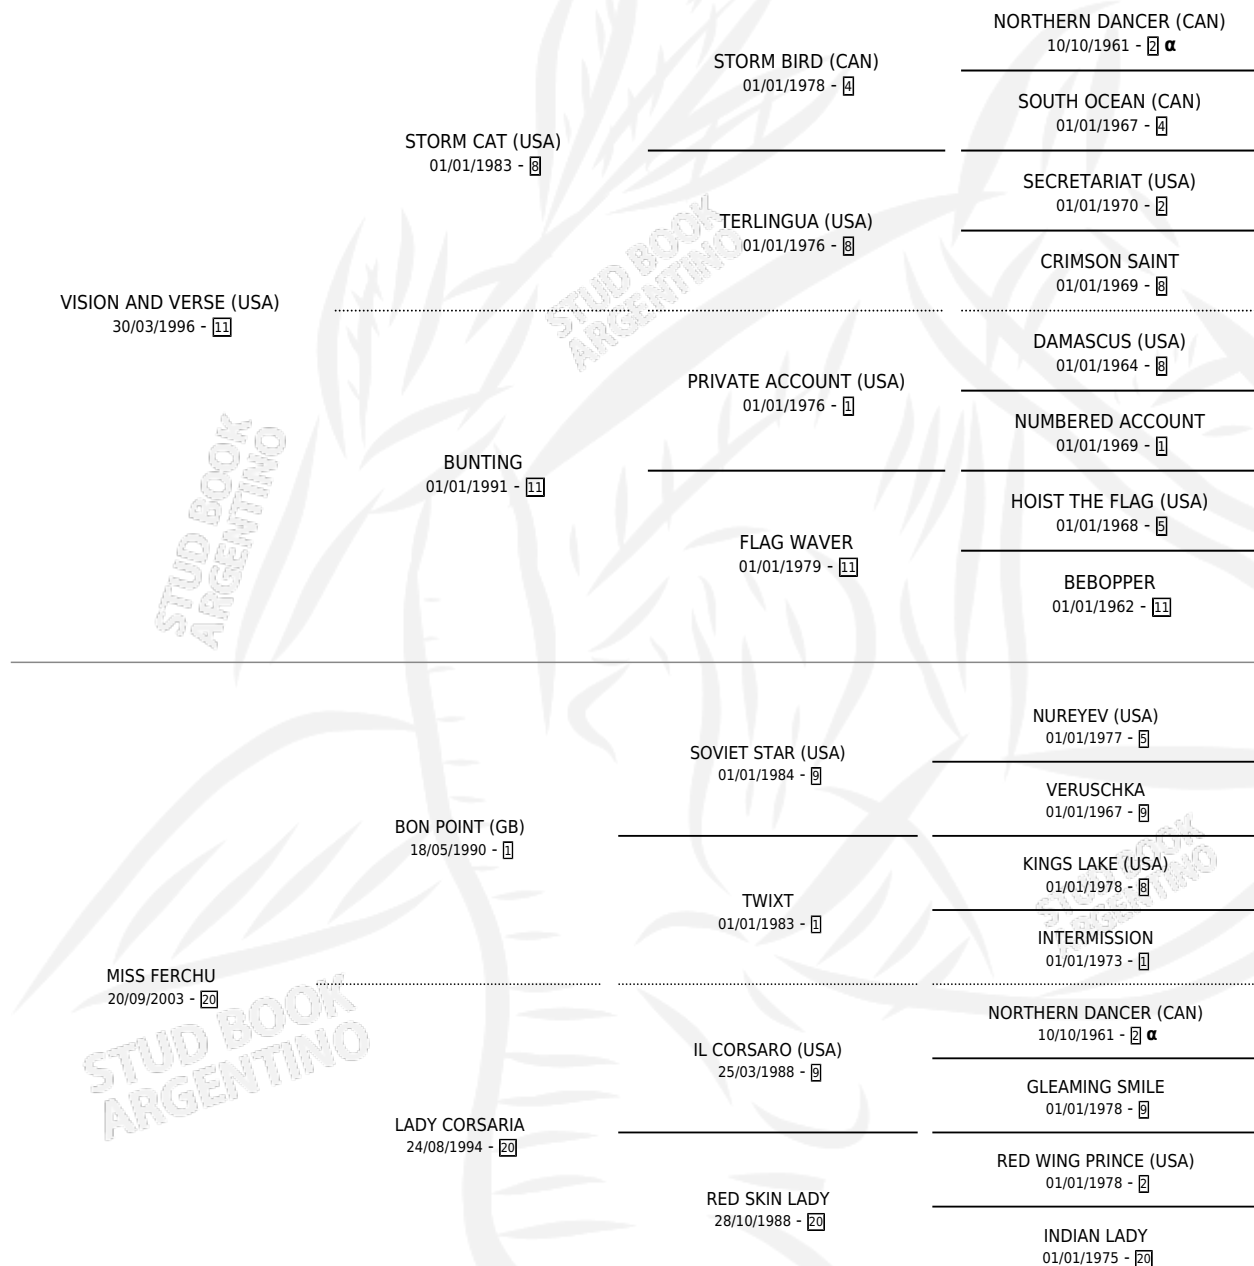 NORTHERN DANCER (CAN)
10/10/1961 - 2 α
STORM BIRD (CAN)
01/01/1978 - 4
SOUTH OCEAN (CAN)
01/01/1967 - 4
STORM CAT (USA)
01/01/1983 - 8
SECRETARIAT (USA)
01/01/1970 - 2
TERLINGUA (USA)
01/01/1976 - 8
CRIMSON SAINT
01/01/1969 - 8
VISION AND VERSE (USA)
30/03/1996 - 11
DAMASCUS (USA)
01/01/1964 - 8
PRIVATE ACCOUNT (USA)
01/01/1976 - 1
NUMBERED ACCOUNT
01/01/1969 - 1
BUNTING
01/01/1991 - 11
HOIST THE FLAG (USA)
01/01/1968 - 5
FLAG WAVER
01/01/1979 - 11
BEBOPPER
01/01/1962 - 11
NUREYEV (USA)
01/01/1977 - 5
SOVIET STAR (USA)
01/01/1984 - 9
VERUSCHKA
01/01/1967 - 9
BON POINT (GB)
18/05/1990 - 1
KINGS LAKE (USA)
01/01/1978 - 8
TWIXT
01/01/1983 - 1
INTERMISSION
01/01/1973 - 1
MISS FERCHU
20/09/2003 - 20
NORTHERN DANCER (CAN)
10/10/1961 - 2 α
IL CORSARO (USA)
25/03/1988 - 9
GLEAMING SMILE
01/01/1978 - 9
LADY CORSARIA
24/08/1994 - 20
RED WING PRINCE (USA)
01/01/1978 - 2
RED SKIN LADY
28/10/1988 - 20
INDIAN LADY
01/01/1975 - 20
STUD BOOK
ARGENTINO
STUD BOOK
ARGENTINO
STUD BOOK
ARGENTINO
STUD BOOK
ARGENTINO